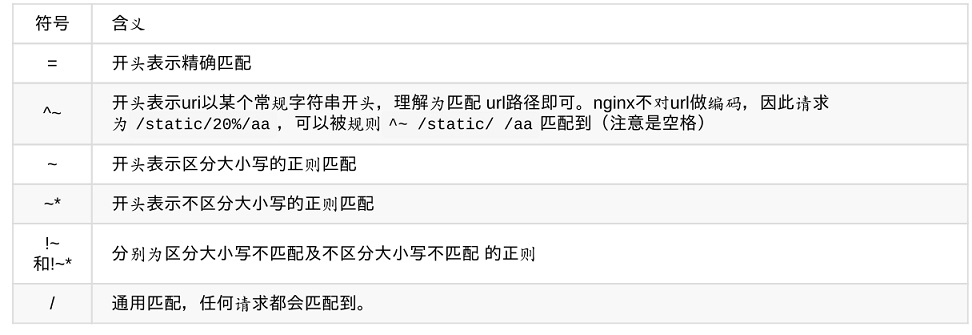 符号 含义
= 开头表示精确匹配
^~ 开头表示uri以某个常规字符串开头，理解为匹配 url路径即可。nginx不对url做编码，因此请求
为 /static/20%/aa ，可以被规则 ^~ /static/ /aa 匹配到（注意是空格）
~ 开头表示区分大小写的正则匹配
~* 开头表示不区分大小写的正则匹配
!~
和!~* 分别为区分大小写不匹配及不区分大小写不匹配 的正则
/ 通用匹配，任何请求都会匹配到。